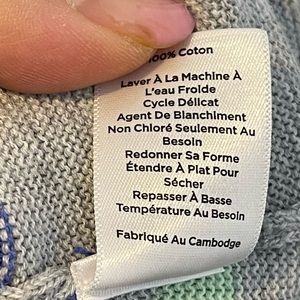 100% Coton
Laver À La Machine À
L'eau Froide
Cycle Délicat
Agent De Blanchiment
Non Chloré Seulement Au
Besoin
Redonner Sa Forme
Étendre À Plat Pour
Sécher
Repasser À Basse
Température Au Besoin
Fabriqué Au Cambodge